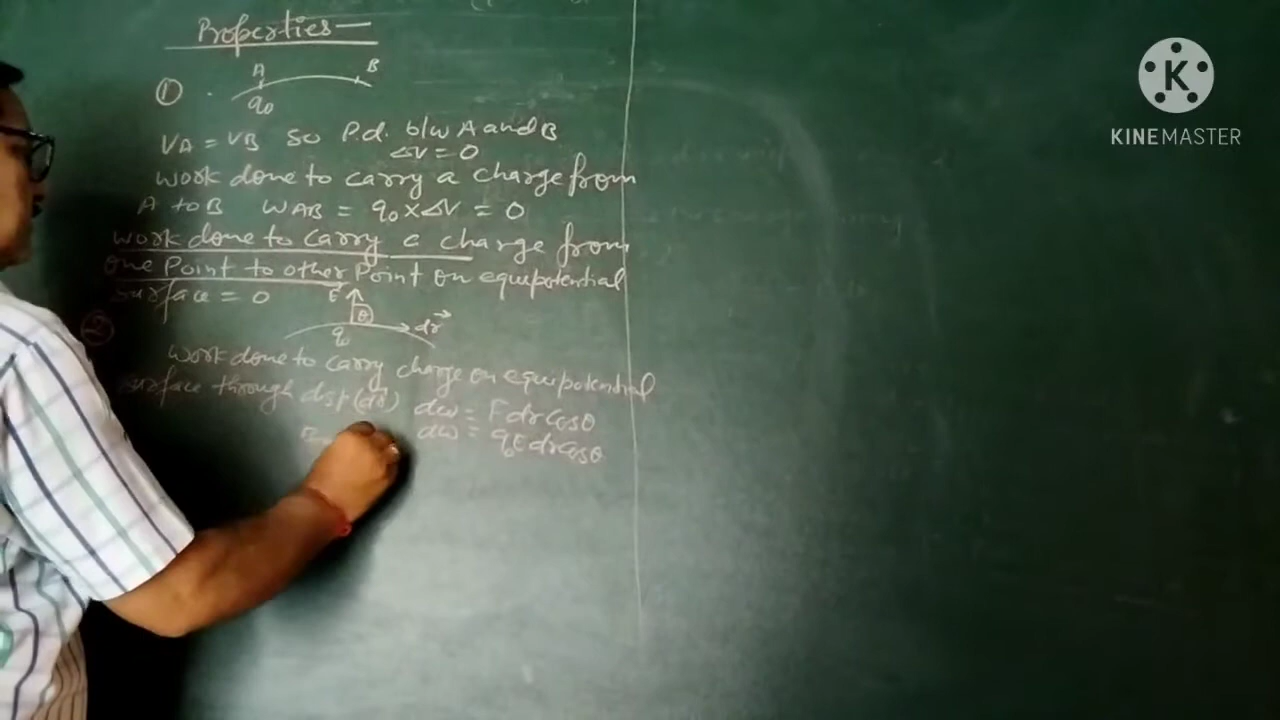 Properties—
A B
① q₀
VA = VB so P.d. b/w A and B
ΔV = 0
work done to carry a charge from
A to B WAB = q₀ × ΔV = 0
work done to carry a charge from
one Point to other Point on equipotential
surface = 0
② E θ dr
q₀
work done to carry charge on equipotential
surface through disp(dr) dw = F dr cosθ
dw = q₀E dr cosθ
K
KINEMASTER